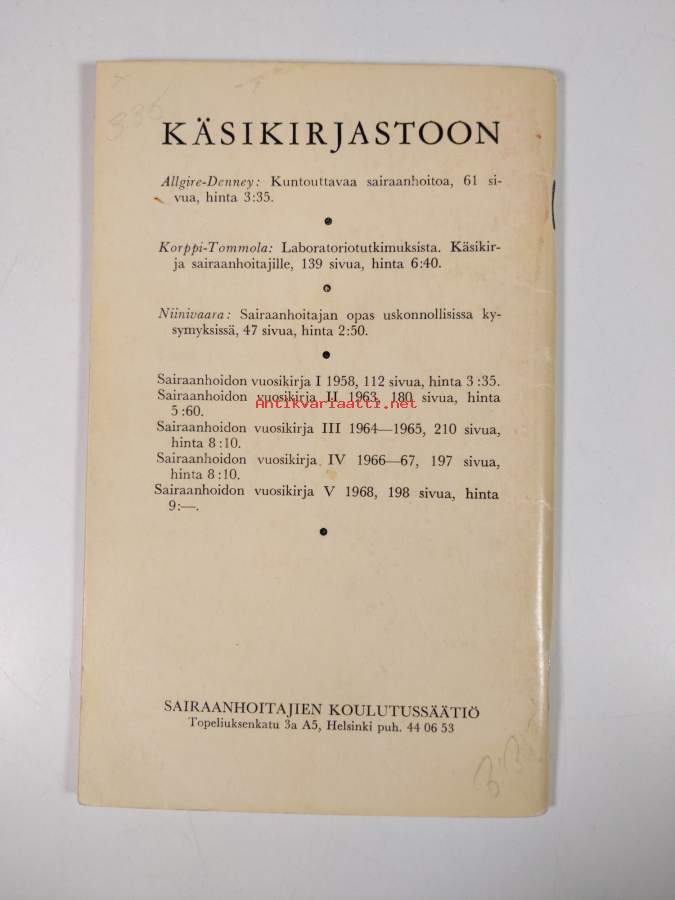 3.35
KÄSIKIRJASTOON
Allgire-Denney: Kuntouttavaa sairaanhoitoa, 61 si-
vua, hinta 3:35.
Korppi-Tommola: Laboratoriotutkimuksista. Käsikir-
ja sairaanhoitajille, 139 sivua, hinta 6:40.
Niinivaara: Sairaanhoitajan opas uskonnollisissa ky-
symyksissä, 47 sivua, hinta 2:50.
Sairaanhoidon vuosikirja I 1958, 112 sivua, hinta 3:35.
Sairaanhoidon vuosikirja II 1963, 180 sivua, hinta
5:60.
Antikvariaatti.net
Sairaanhoidon vuosikirja III 1964—1965, 210 sivua,
hinta 8:10.
Sairaanhoidon vuosikirja IV 1966—67, 197 sivua,
hinta 8:10.
Sairaanhoidon vuosikirja V 1968, 198 sivua, hinta
9:—.
SAIRAANHOITAJIEN KOULUTUSSÄÄTIÖ
Topeliuksenkatu 3a A5, Helsinki puh. 44 06 53